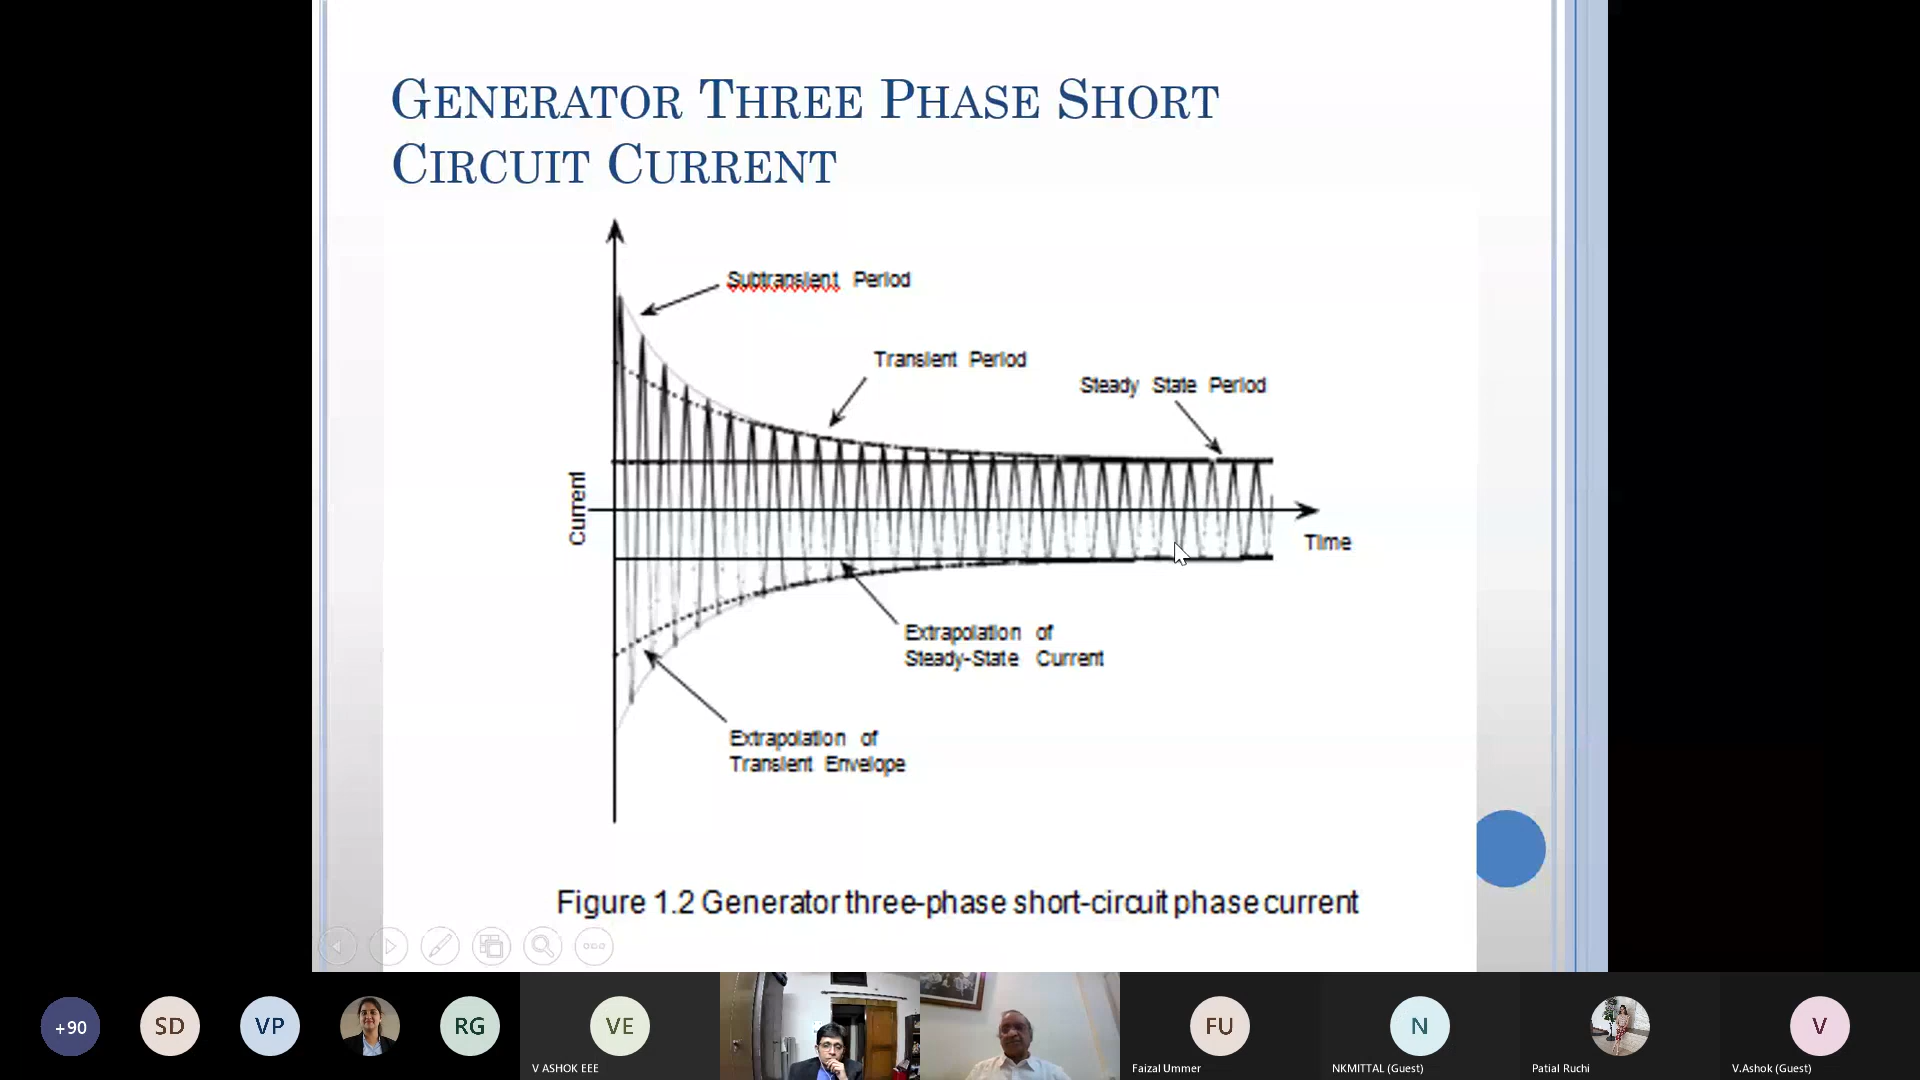 GENERATOR THREE PHASE SHORT
CIRCUIT CURRENT
Subtransient Period
Transient Period
Steady State Period
Current
Time
Extrapolation of
Steady-State Current
Extrapolation of
Transient Envelope
Figure 1.2 Generator three-phase short-circuit phase current
+90
SD
VP
RG
VE
V ASHOK EEE
FU
Faizal Ummer
N
NKMITTAL (Guest)
Patial Ruchi
V
V.Ashok (Guest)